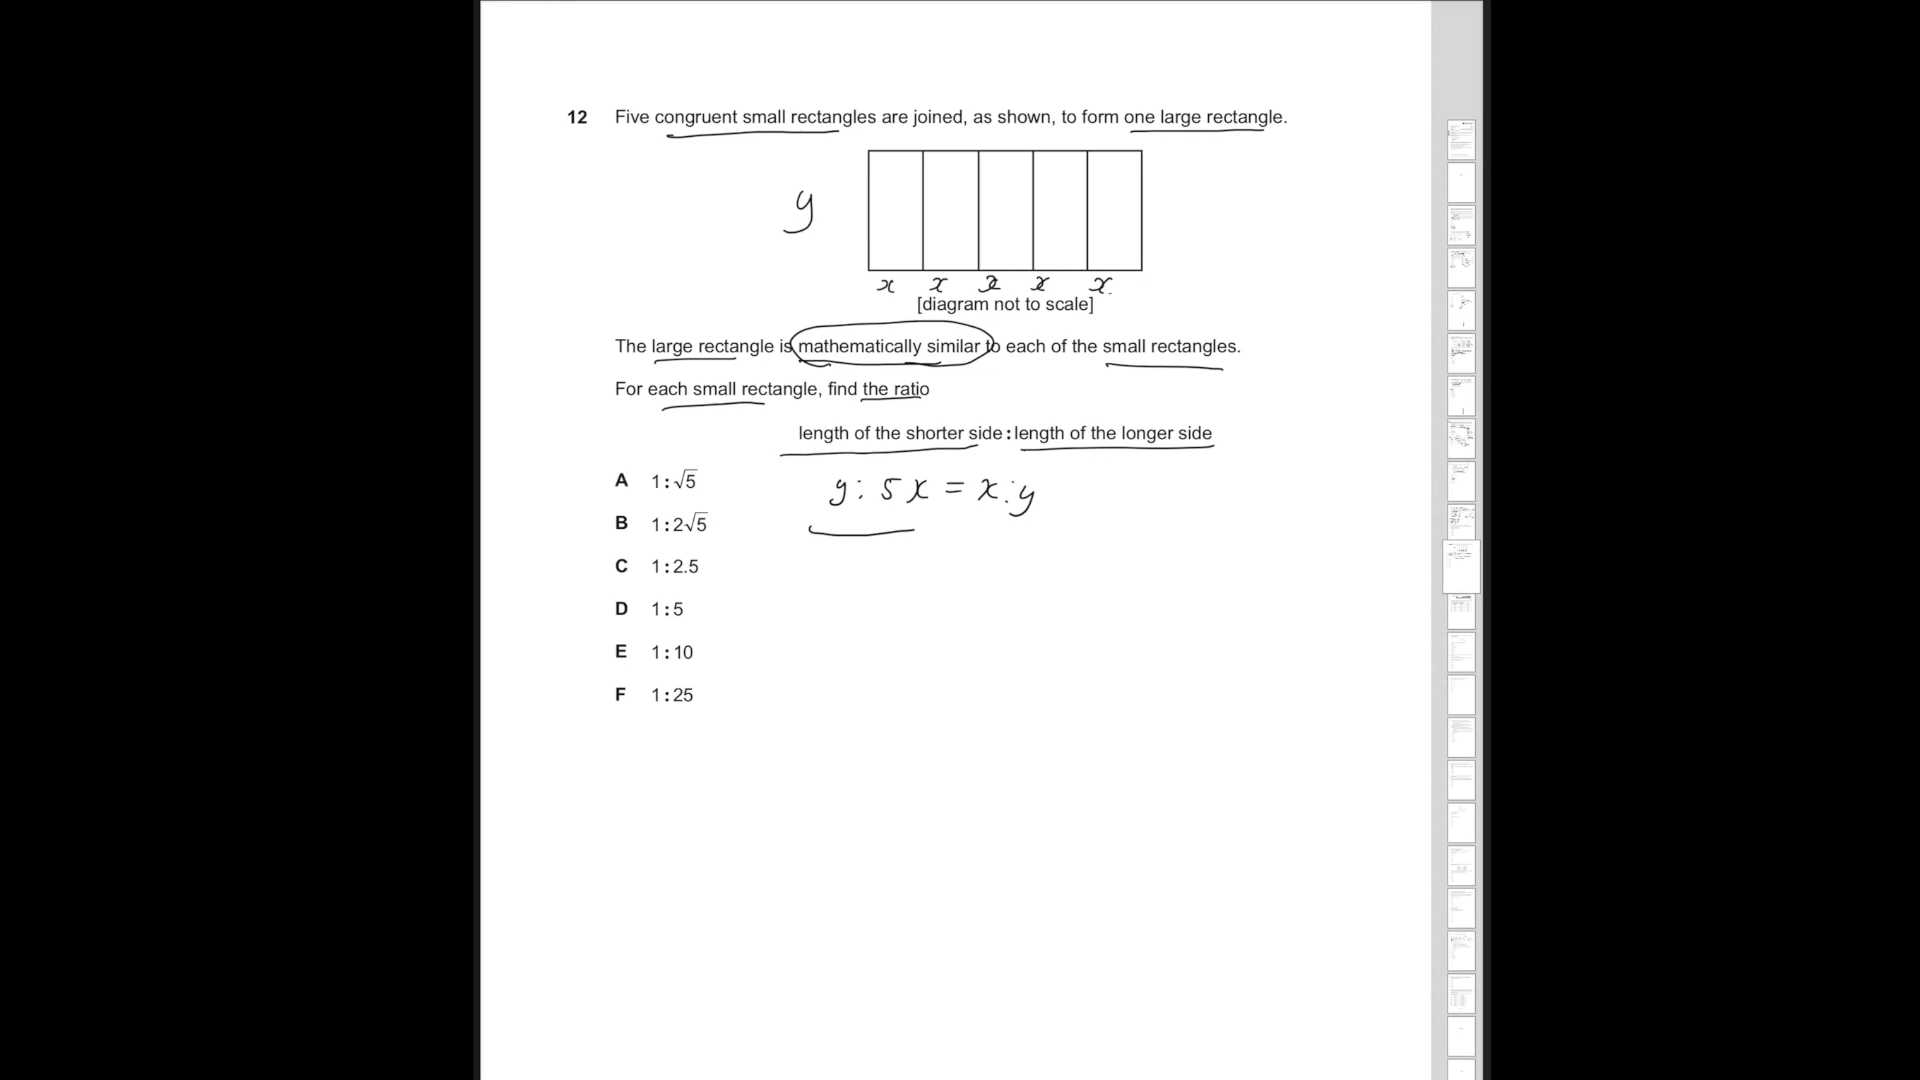 12 Five congruent small rectangles are joined, as shown, to form one large rectangle.
y
x x x x x
[diagram not to scale]
The large rectangle is mathematically similar to each of the small rectangles.
For each small rectangle, find the ratio
length of the shorter side : length of the longer side
A 1:√5
y : 5x = x : y
B 1:2√5
C 1:2.5
D 1:5
E 1:10
F 1:25